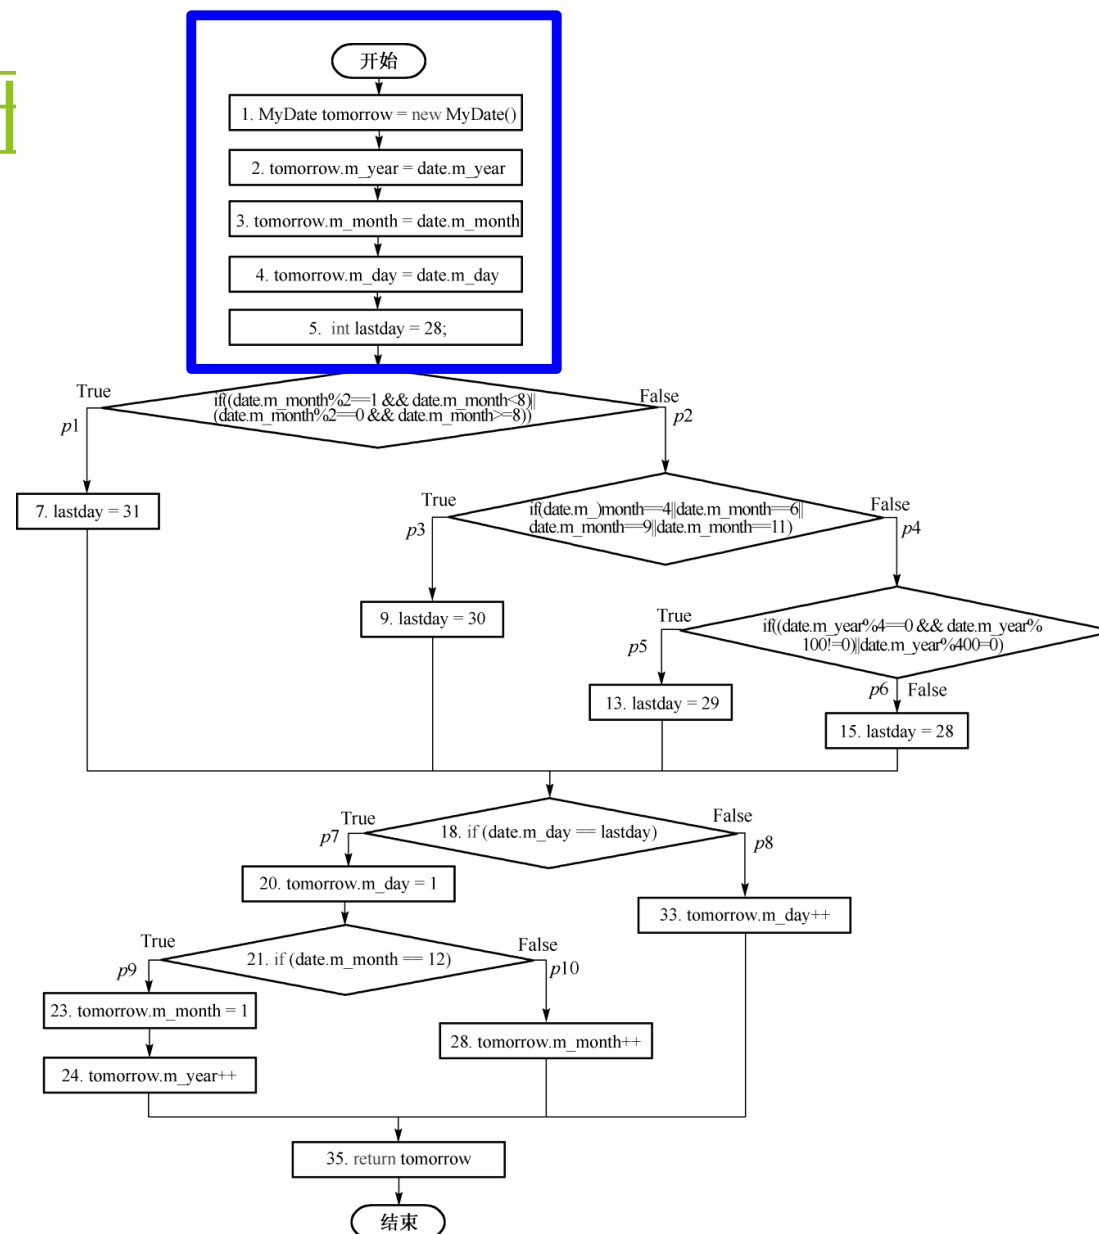 开始
1. MyDate tomorrow = new MyDate()
2. tomorrow.m_year = date.m_year
3. tomorrow.m_month = date.m_month
4. tomorrow.m_day = date.m_day
5. int lastday = 28;
True
False
if((date.m_month%2==1 && date.m_month<8)||
(date.m_month%2==0 && date.m_month>=8))
p1
p2
7. lastday = 31
True
False
if(date.m_)month==4||date.m_month==6||
date.m_month==9||date.m_month==11)
p3
p4
9. lastday = 30
True
if((date.m_year%4==0 && date.m_year%
100!=0)||date.m_year%400=0)
p5
p6
False
13. lastday = 29
15. lastday = 28
True
False
18. if (date.m_day == lastday)
p7
p8
20. tomorrow.m_day = 1
33. tomorrow.m_day++
True
False
21. if (date.m_month == 12)
p9
p10
23. tomorrow.m_month = 1
28. tomorrow.m_month++
24. tomorrow.m_year++
35. return tomorrow
结束